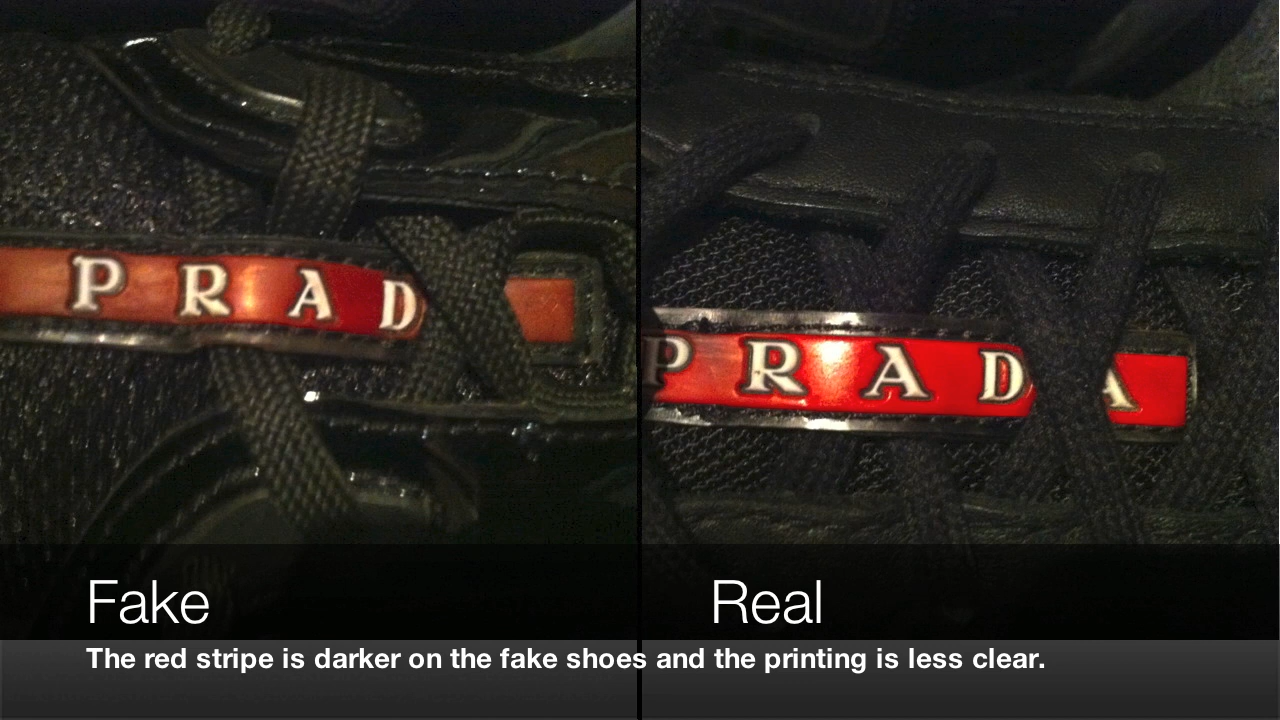 PRAD
PRADA
Fake
Real
The red stripe is darker on the fake shoes and the printing is less clear.